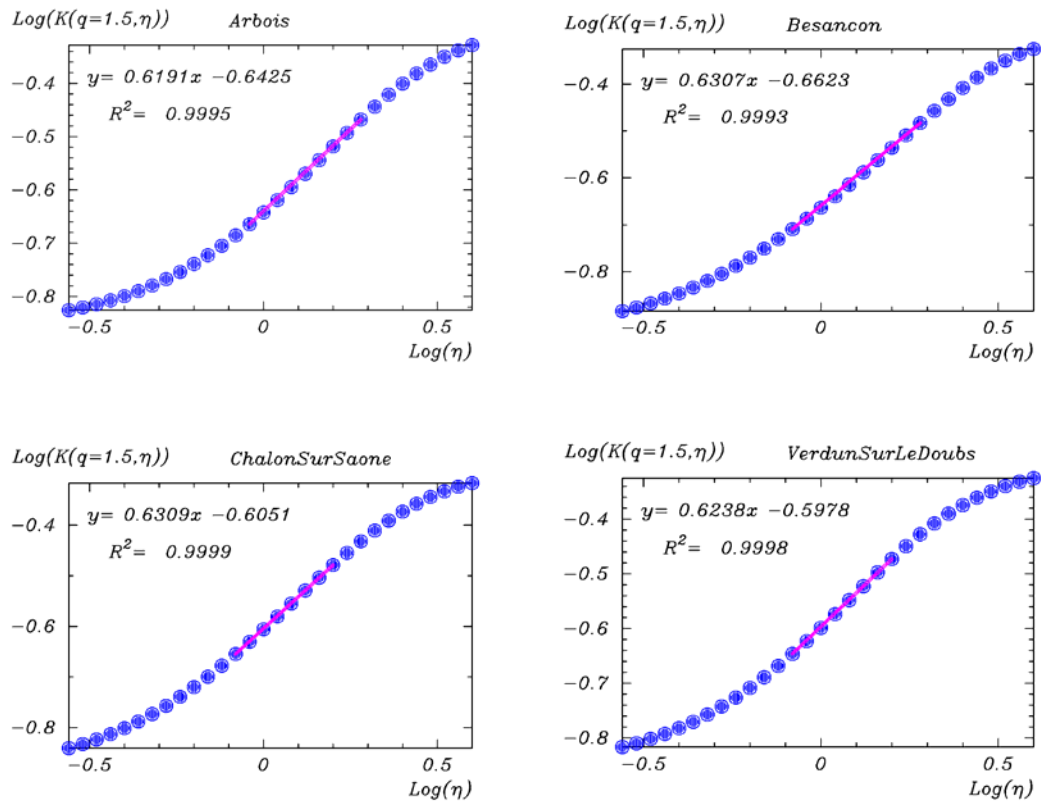 Log(K(q=1.5,η)) Arbois
y= 0.6191x −0.6425
R²= 0.9995
−0.4
−0.5
−0.6
−0.7
−0.8
−0.5 0 0.5
Log(η)
Log(K(q=1.5,η)) Besancon
y= 0.6307x −0.6623
R²= 0.9993
−0.4
−0.6
−0.8
−0.5 0 0.5
Log(η)
Log(K(q=1.5,η)) ChalonSurSaone
y= 0.6309x −0.6051
R²= 0.9999
−0.4
−0.6
−0.8
−0.5 0 0.5
Log(η)
Log(K(q=1.5,η)) VerdunSurLeDoubs
y= 0.6238x −0.5978
R²= 0.9998
−0.4
−0.5
−0.6
−0.7
−0.8
−0.5 0 0.5
Log(η)